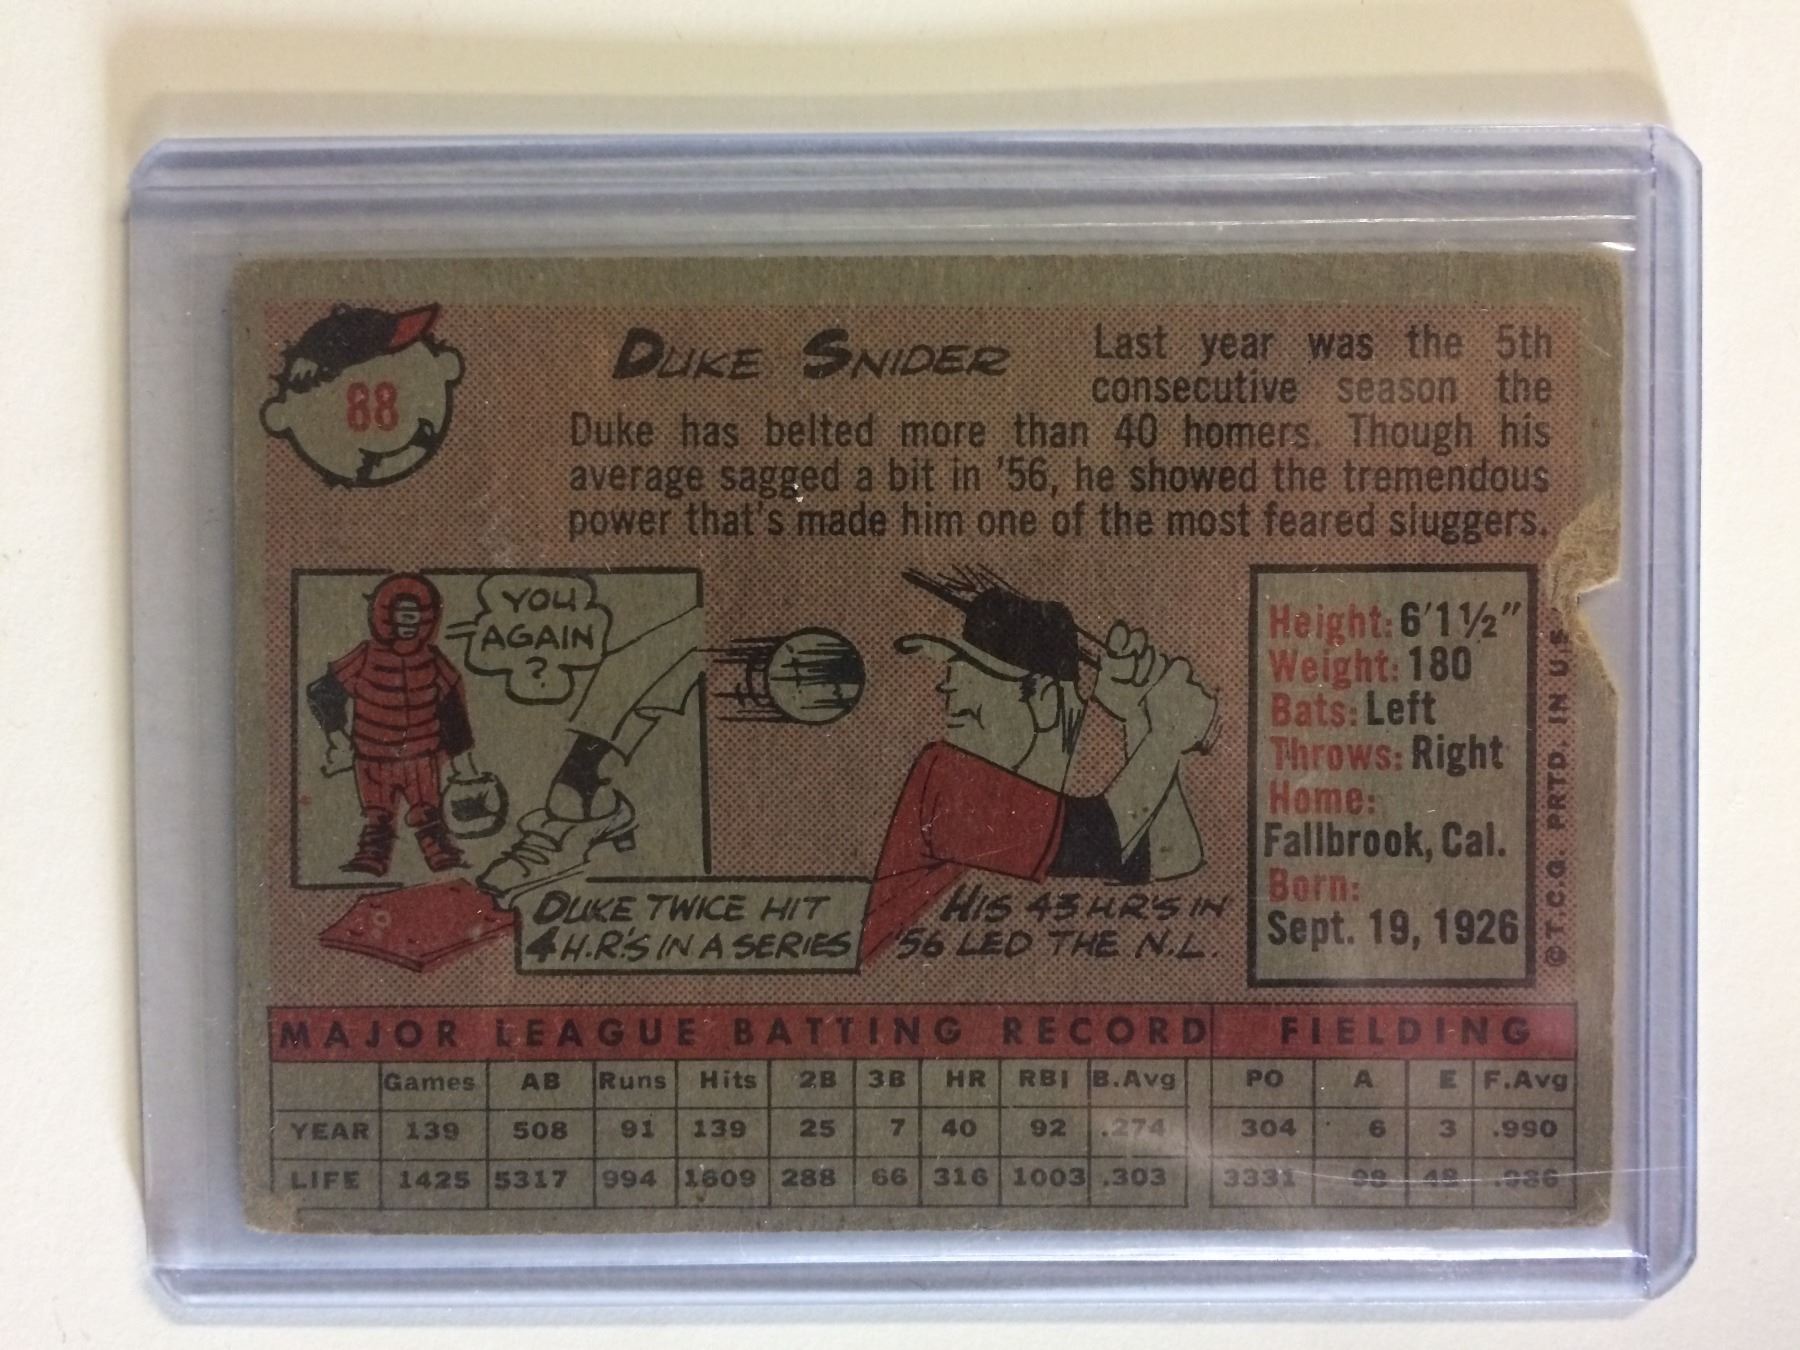 88
DUKE SNIDER
Last year was the 5th
consecutive season the
Duke has belted more than 40 homers. Though his
average sagged a bit in '56, he showed the tremendous
power that's made him one of the most feared sluggers.
YOU
AGAIN
?
DUKE TWICE HIT
4 H.R.'S IN A SERIES
HIS 43 H.R.'S IN
'56 LED THE N.L.
Height: 6'1½"
Weight: 180
Bats: Left
Throws: Right
Home:
Fallbrook, Cal.
Born:
Sept. 19, 1926
© T.C.G. PRTD. IN U.S.
MAJOR LEAGUE BATTING RECORD FIELDING
Games AB Runs Hits 2B 3B HR RBI B.Avg PO A E F.Avg
YEAR 139 508 91 139 25 7 40 92 .274 304 6 3 .990
LIFE 1425 5317 994 1609 288 66 316 1003 .303 3331 98 48 .986